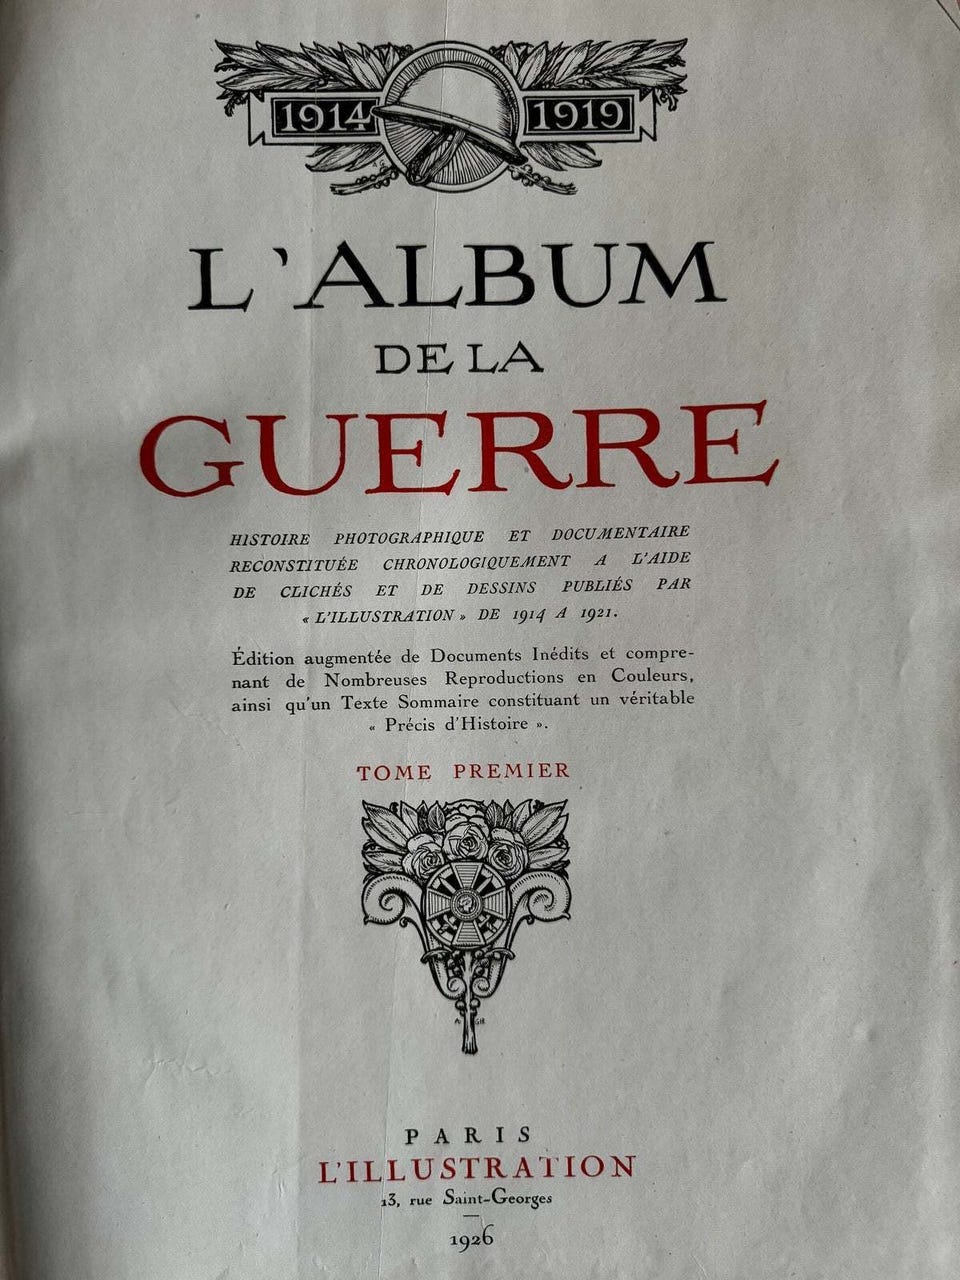 1914 1919
L'ALBUM
DE LA
GUERRE
HISTOIRE PHOTOGRAPHIQUE ET DOCUMENTAIRE
RECONSTITUÉE CHRONOLOGIQUEMENT A L'AIDE
DE CLICHÉS ET DE DESSINS PUBLIÉS PAR
« L'ILLUSTRATION » DE 1914 A 1921.
Édition augmentée de Documents Inédits et compre-
nant de Nombreuses Reproductions en Couleurs,
ainsi qu'un Texte Sommaire constituant un véritable
« Précis d'Histoire ».
TOME PREMIER
PARIS
L'ILLUSTRATION
13, rue Saint-Georges
1926